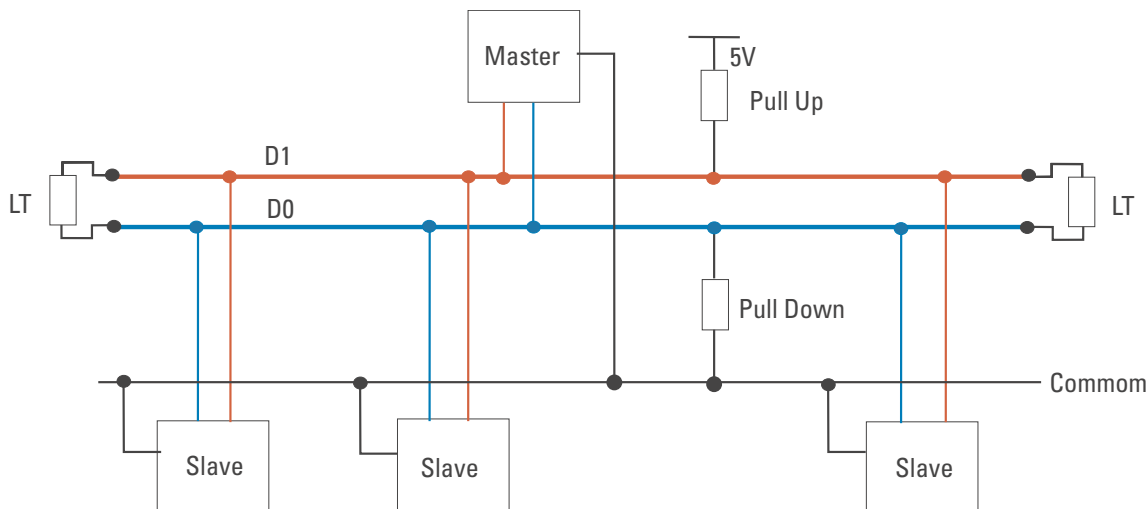 Master
5V
Pull Up
D1
LT
D0
LT
Pull Down
Commom
Slave
Slave
Slave